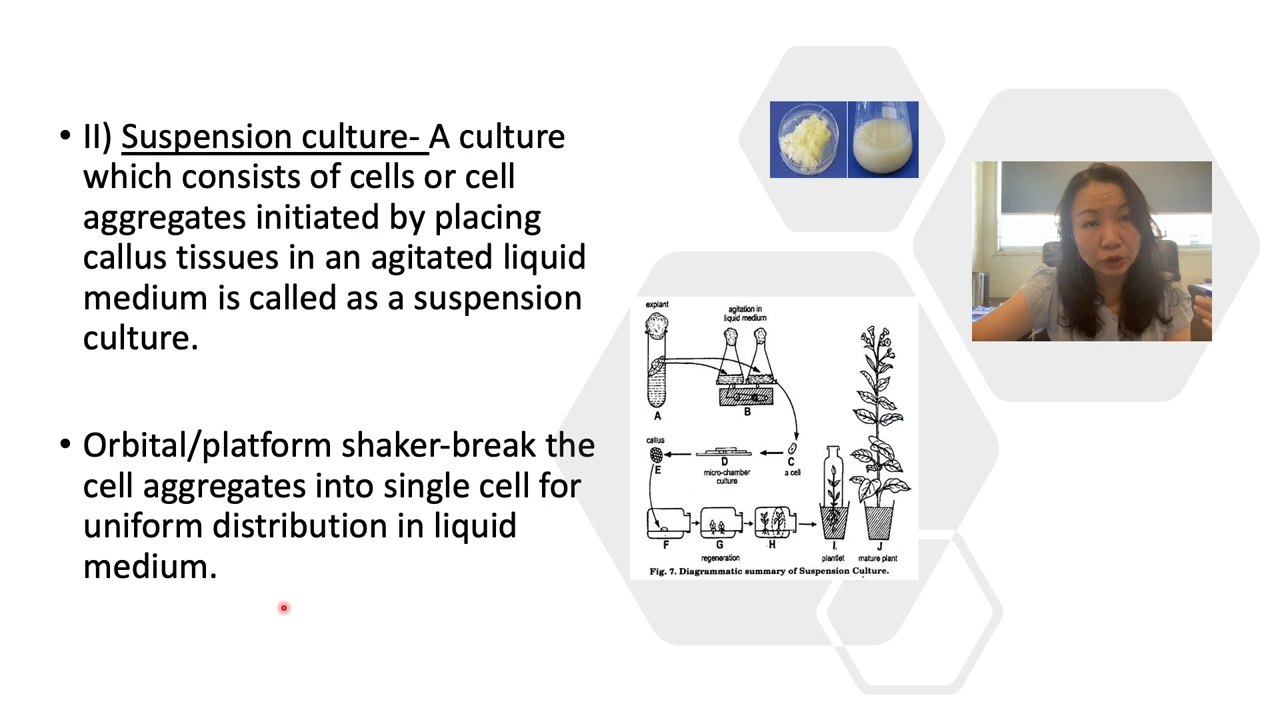 • II) Suspension culture- A culture
which consists of cells or cell
aggregates initiated by placing
callus tissues in an agitated liquid
medium is called as a suspension
culture.
• Orbital/platform shaker-break the
cell aggregates into single cell for
uniform distribution in liquid
medium.
explant
agitation in
liquid medium
A
B
callus
E
D
C
micro-chamber
culture
a cell
F
G
H
I.
J
regeneration
plantlet
mature plant
Fig. 7. Diagrammatic summary of Suspension Culture.